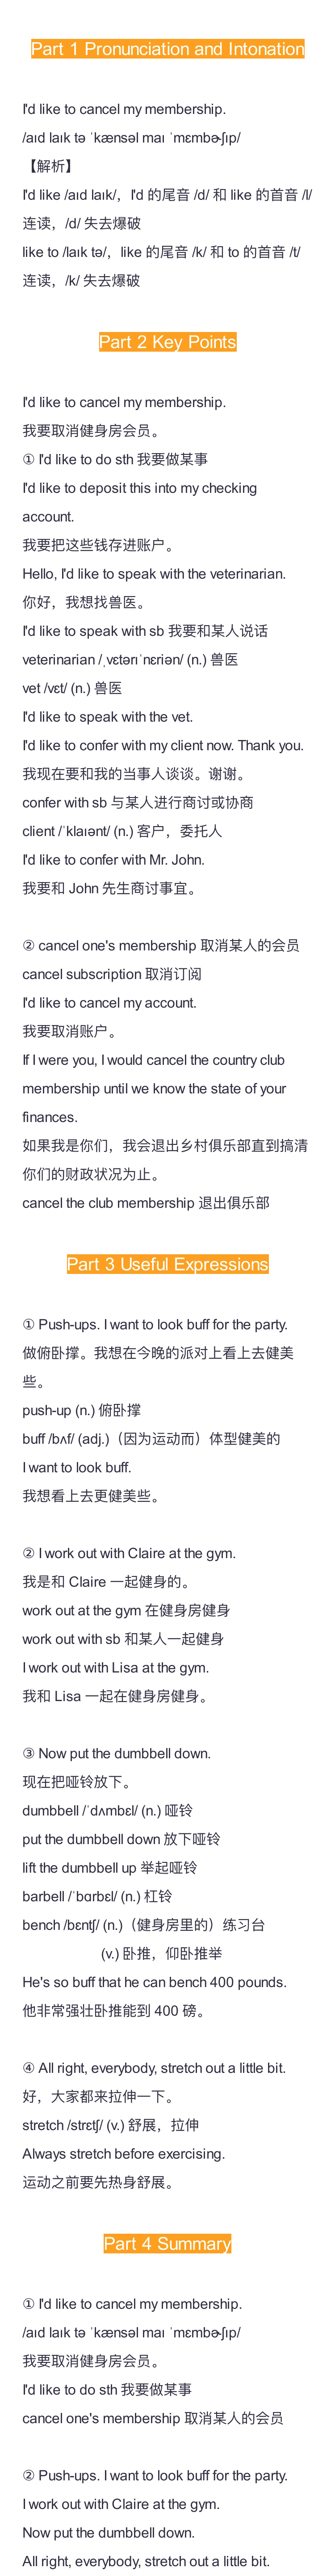 Part 1 Pronunciation and Intonation
I'd like to cancel my membership.
/aɪd laɪk tə ˈkænsəl maɪ ˈmɛmbɚʃɪp/
【解析】
I'd like /aɪd laɪk/，I'd 的尾音 /d/ 和 like 的首音 /l/
连读，/d/ 失去爆破
like to /laɪk tə/，like 的尾音 /k/ 和 to 的首音 /t/
连读，/k/ 失去爆破
Part 2 Key Points
I'd like to cancel my membership.
我要取消健身房会员。
① I'd like to do sth 我要做某事
I'd like to deposit this into my checking
account.
我要把这些钱存进账户。
Hello, I'd like to speak with the veterinarian.
你好，我想找兽医。
I'd like to speak with sb 我要和某人说话
veterinarian /ˌvɛtərɪˈnɛriən/ (n.) 兽医
vet /vɛt/ (n.) 兽医
I'd like to speak with the vet.
I'd like to confer with my client now. Thank you.
我现在要和我的当事人谈谈。谢谢。
confer with sb 与某人进行商讨或协商
client /ˈklaɪənt/ (n.) 客户，委托人
I'd like to confer with Mr. John.
我要和 John 先生商讨事宜。
② cancel one's membership 取消某人的会员
cancel subscription 取消订阅
I'd like to cancel my account.
我要取消账户。
If I were you, I would cancel the country club
membership until we know the state of your
finances.
如果我是你们，我会退出乡村俱乐部直到搞清
你们的财政状况为止。
cancel the club membership 退出俱乐部
Part 3 Useful Expressions
① Push-ups. I want to look buff for the party.
做俯卧撑。我想在今晚的派对上看上去健美
些。
push-up (n.) 俯卧撑
buff /bʌf/ (adj.)（因为运动而）体型健美的
I want to look buff.
我想看上去更健美些。
② I work out with Claire at the gym.
我是和 Claire 一起健身的。
work out at the gym 在健身房健身
work out with sb 和某人一起健身
I work out with Lisa at the gym.
我和 Lisa 一起在健身房健身。
③ Now put the dumbbell down.
现在把哑铃放下。
dumbbell /ˈdʌmbɛl/ (n.) 哑铃
put the dumbbell down 放下哑铃
lift the dumbbell up 举起哑铃
barbell /ˈbɑrbɛl/ (n.) 杠铃
bench /bɛntʃ/ (n.)（健身房里的）练习台
(v.) 卧推，仰卧推举
He's so buff that he can bench 400 pounds.
他非常强壮卧推能到 400 磅。
④ All right, everybody, stretch out a little bit.
好，大家都来拉伸一下。
stretch /strɛtʃ/ (v.) 舒展，拉伸
Always stretch before exercising.
运动之前要先热身舒展。
Part 4 Summary
① I'd like to cancel my membership.
/aɪd laɪk tə ˈkænsəl maɪ ˈmɛmbɚʃɪp/
我要取消健身房会员。
I'd like to do sth 我要做某事
cancel one's membership 取消某人的会员
② Push-ups. I want to look buff for the party.
I work out with Claire at the gym.
Now put the dumbbell down.
All right, everybody, stretch out a little bit.